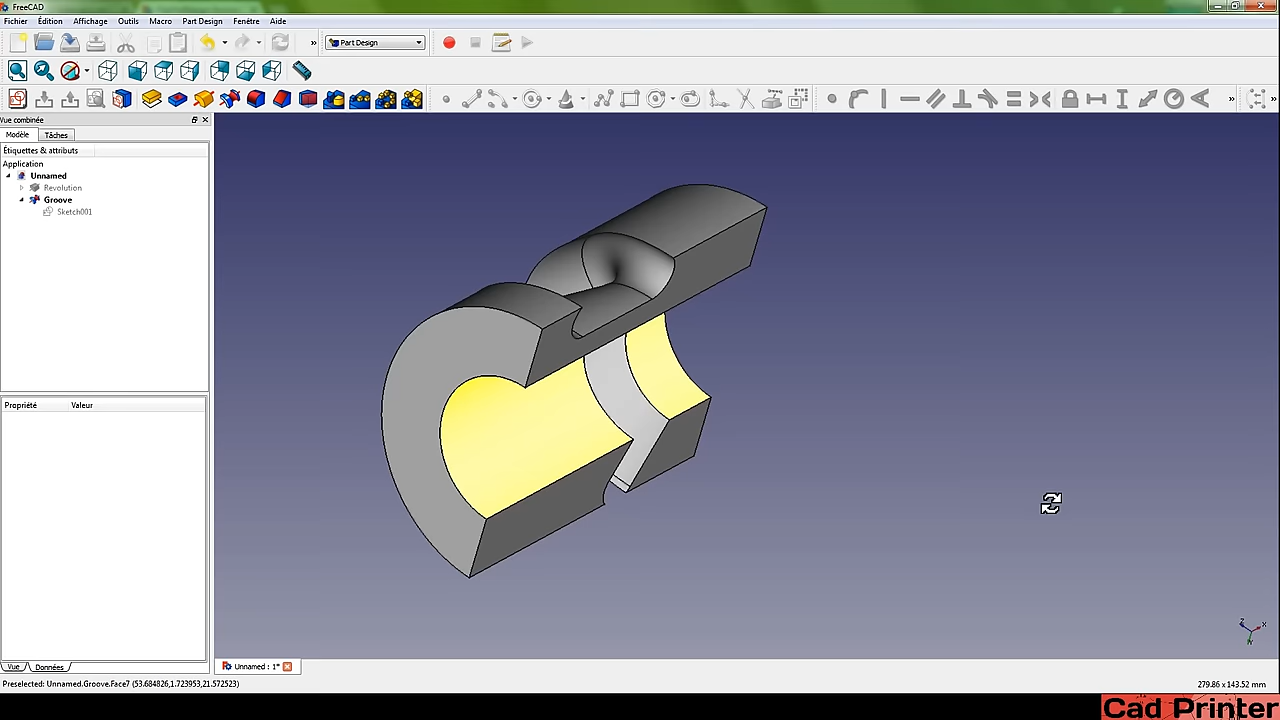 FreeCAD
Fichier Édition Affichage Outils Macro Part Design Fenêtre Aide
» Part Design
»
Vue combinée
Modèle Tâches
Étiquettes & attributs
Application
Unnamed
Revolution
Groove
Sketch001
Propriété Valeur
Z X Y
Vue Données
Unnamed : 1*
Preselected: Unnamed.Groove.Face7 (53.684826,1.723953,21.572523)
279.86 x 143.52 mm
Cad Printer